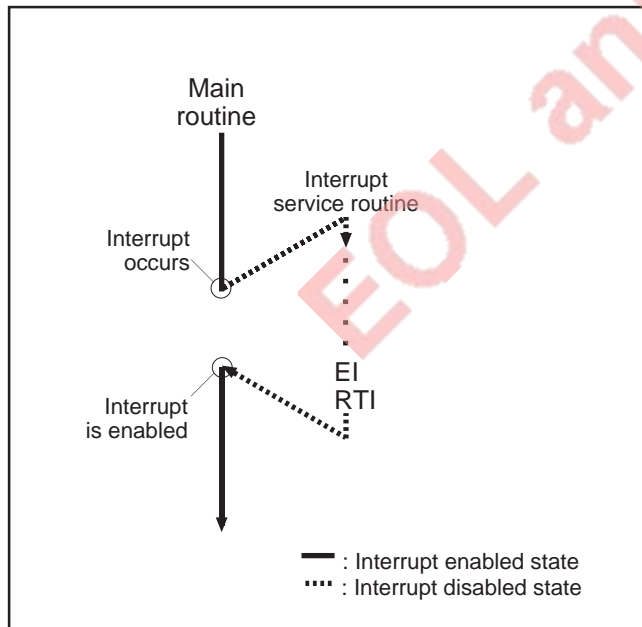 EOL an
Main
routine
Interrupt
service routine
Interrupt
occurs
EI
RTI
Interrupt
is enabled
: Interrupt enabled state
: Interrupt disabled state